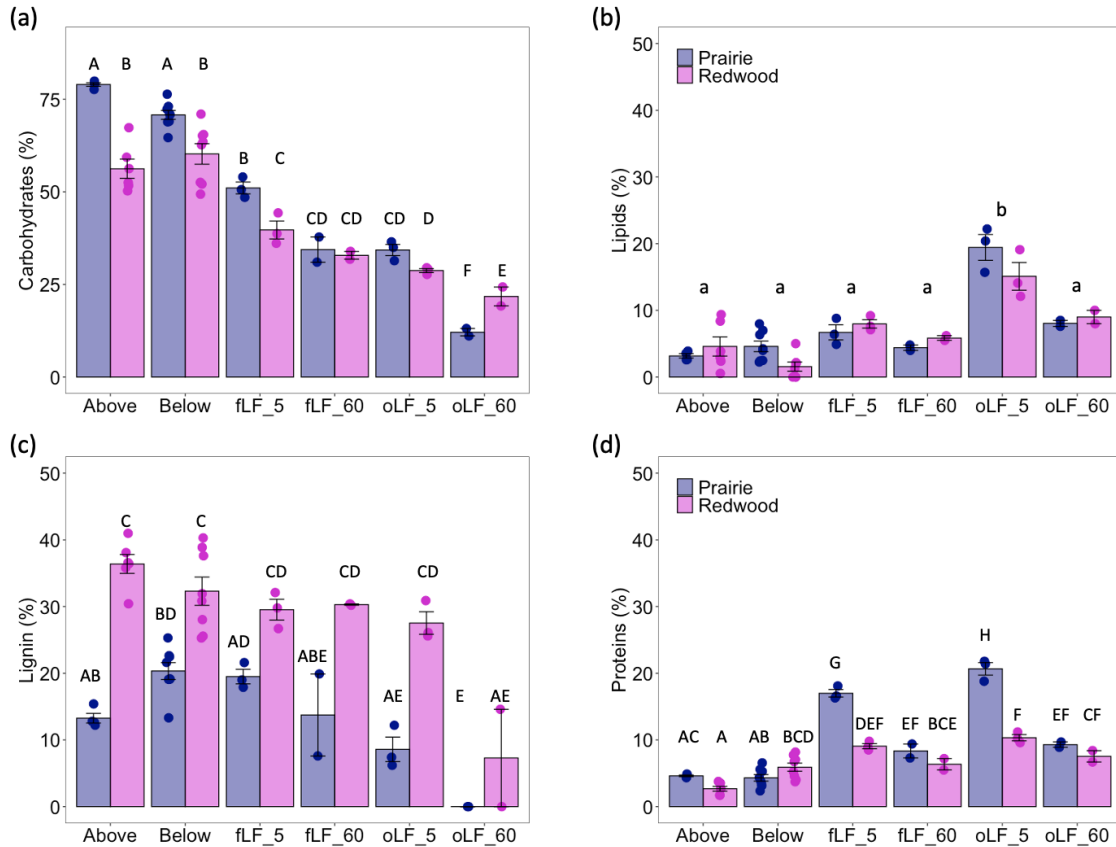 (a)
A B A B B C CD CD CD D F E
75
50
25
0
Carbohydrates (%)
Above Below fLF_5 fLF_60 oLF_5 oLF_60
(b)
Prairie
Redwood
a a a a b a
50
40
30
20
10
0
Lipids (%)
Above Below fLF_5 fLF_60 oLF_5 oLF_60
(c)
AB C BD C AD CD ABE CD AE CD E AE
50
40
30
20
10
0
Lignin (%)
Above Below fLF_5 fLF_60 oLF_5 oLF_60
(d)
Prairie
Redwood
AC A AB BCD G DEF EF BCE H F EF CF
50
40
30
20
10
0
Proteins (%)
Above Below fLF_5 fLF_60 oLF_5 oLF_60